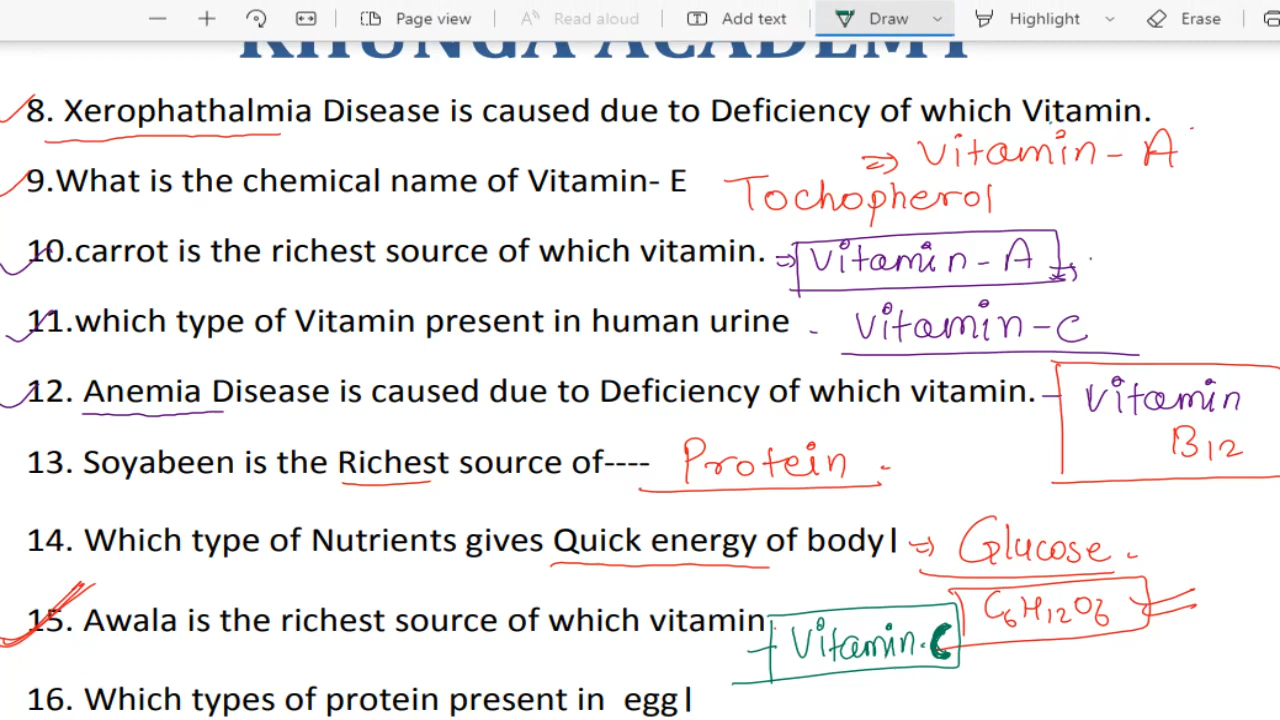 Page view Read aloud Add text Draw Highlight Erase
KHUNGA ACADEMY
8. Xerophathalmia Disease is caused due to Deficiency of which Vitamin.
⇒ Vitamin - A
9.What is the chemical name of Vitamin- E Tochopherol
10.carrot is the richest source of which vitamin. ⇒ Vitamin - A
11.which type of Vitamin present in human urine - Vitamin - C
12. Anemia Disease is caused due to Deficiency of which vitamin. - Vitamin
B12
13. Soyabeen is the Richest source of---- Protein .
14. Which type of Nutrients gives Quick energy of body| ⇒ Glucose .
C6H12O6
15. Awala is the richest source of which vitamin Vitamin. C
16. Which types of protein present in egg|